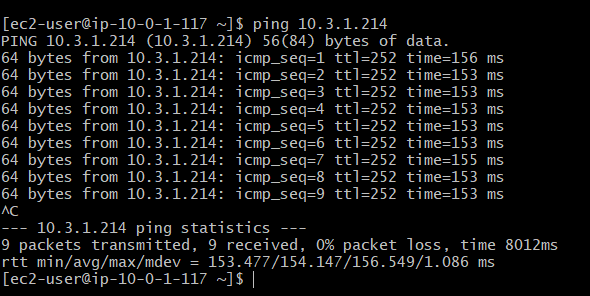 [ec2-user@ip-10-0-1-117 ~]$ ping 10.3.1.214
PING 10.3.1.214 (10.3.1.214) 56(84) bytes of data.
64 bytes from 10.3.1.214: icmp_seq=1 ttl=252 time=156 ms
64 bytes from 10.3.1.214: icmp_seq=2 ttl=252 time=153 ms
64 bytes from 10.3.1.214: icmp_seq=3 ttl=252 time=153 ms
64 bytes from 10.3.1.214: icmp_seq=4 ttl=252 time=153 ms
64 bytes from 10.3.1.214: icmp_seq=5 ttl=252 time=153 ms
64 bytes from 10.3.1.214: icmp_seq=6 ttl=252 time=153 ms
64 bytes from 10.3.1.214: icmp_seq=7 ttl=252 time=155 ms
64 bytes from 10.3.1.214: icmp_seq=8 ttl=252 time=153 ms
64 bytes from 10.3.1.214: icmp_seq=9 ttl=252 time=153 ms
^C
--- 10.3.1.214 ping statistics ---
9 packets transmitted, 9 received, 0% packet loss, time 8012ms
rtt min/avg/max/mdev = 153.477/154.147/156.549/1.086 ms
[ec2-user@ip-10-0-1-117 ~]$